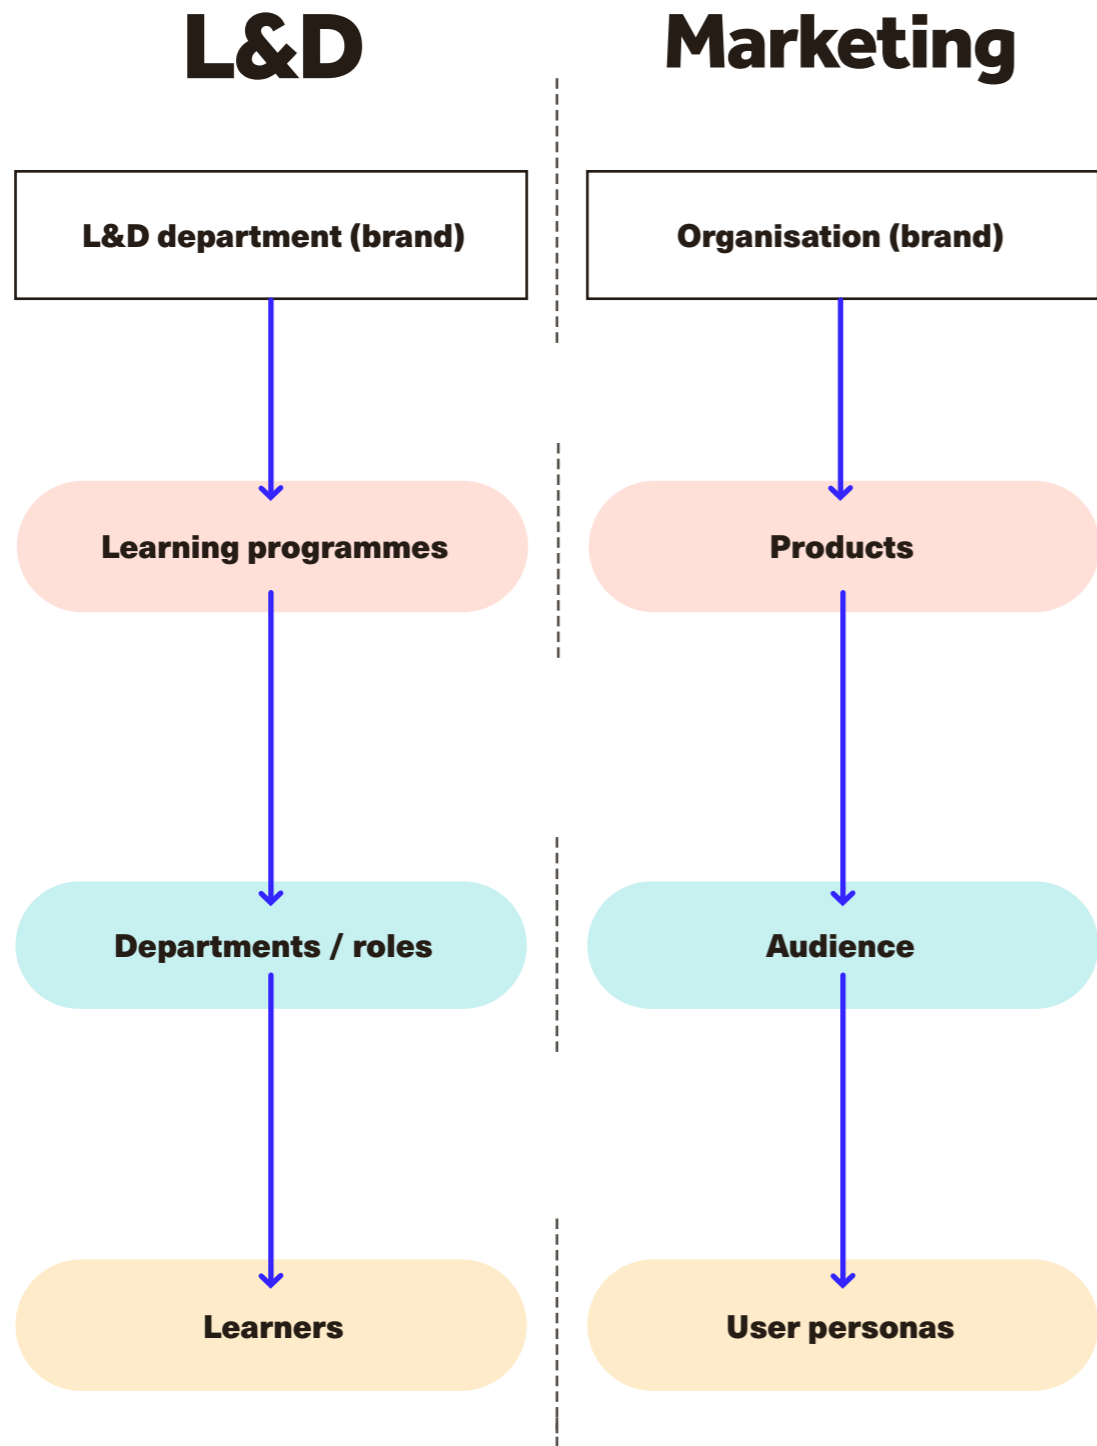 L&D
Marketing
L&D department (brand)
Organisation (brand)
Learning programmes
Products
Departments / roles
Audience
Learners
User personas